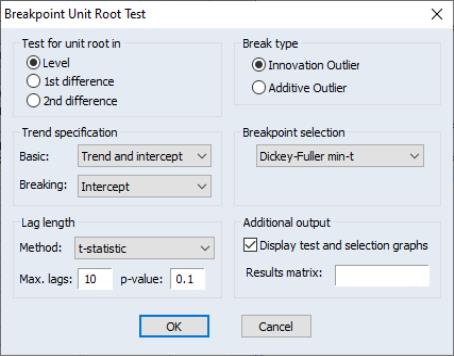 Breakpoint Unit Root Test
Test for unit root in
Level
1st difference
2nd difference
Break type
Innovation Outlier
Additive Outlier
Trend specification
Basic: Trend and intercept
Breaking: Intercept
Breakpoint selection
Dickey-Fuller min-t
Lag length
Method: t-statistic
Max. lags: 10 p-value: 0.1
Additional output
Display test and selection graphs
Results matrix:
OK
Cancel